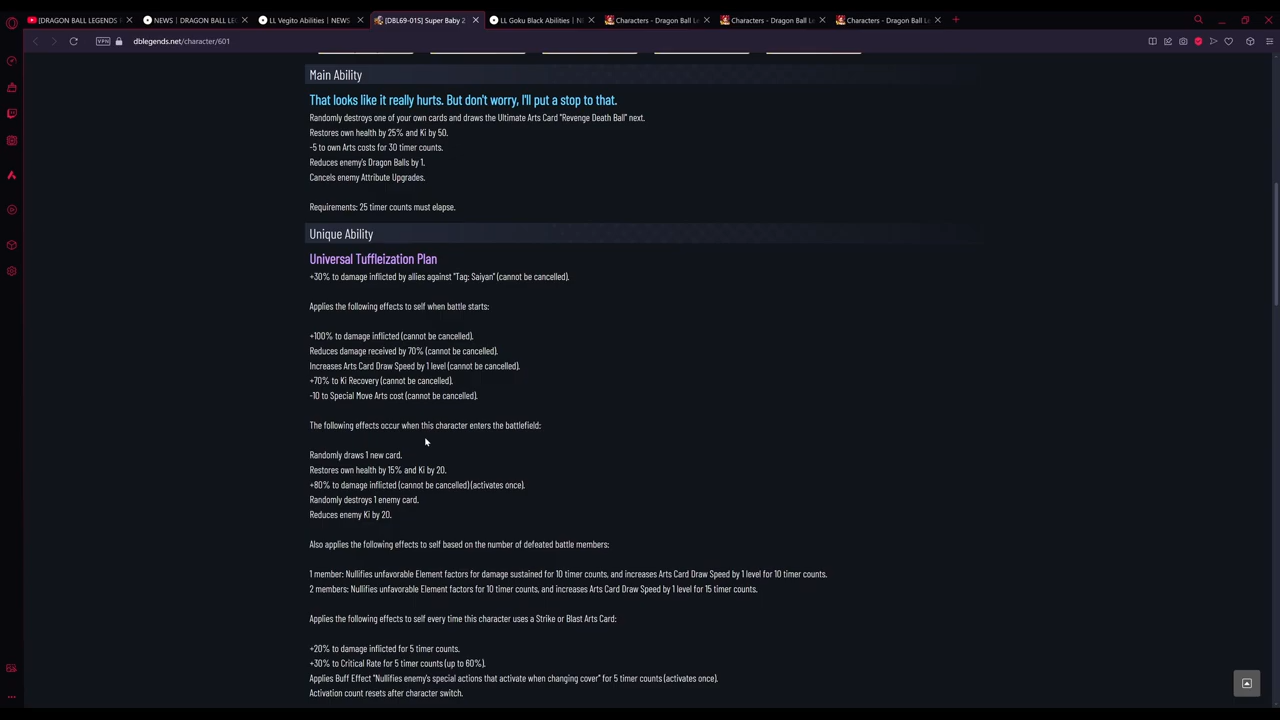 [DRAGON BALL LEGENDS
NEWS | DRAGON BALL LE
LL Vegito Abilities | NEWS
[DBL69-01S] Super Baby 2
LL Goku Black Abilities | N
Characters - Dragon Ball Le
Characters - Dragon Ball Le
Characters - Dragon Ball Le
VPN
dblegends.net/character/601
Main Ability
That looks like it really hurts. But don't worry, I'll put a stop to that.
Randomly destroys one of your own cards and draws the Ultimate Arts Card "Revenge Death Ball" next.
Restores own health by 25% and Ki by 50.
-5 to own Arts costs for 30 timer counts.
Reduces enemy's Dragon Balls by 1.
Cancels enemy Attribute Upgrades.
Requirements: 25 timer counts must elapse.
Unique Ability
Universal Tuffleization Plan
+30% to damage inflicted by allies against "Tag: Saiyan" (cannot be cancelled).
Applies the following effects to self when battle starts:
+100% to damage inflicted (cannot be cancelled).
Reduces damage received by 70% (cannot be cancelled).
Increases Arts Card Draw Speed by 1 level (cannot be cancelled).
+70% to Ki Recovery (cannot be cancelled).
-10 to Special Move Arts cost (cannot be cancelled).
The following effects occur when this character enters the battlefield:
Randomly draws 1 new card.
Restores own health by 15% and Ki by 20.
+80% to damage inflicted (cannot be cancelled) (activates once).
Randomly destroys 1 enemy card.
Reduces enemy Ki by 20.
Also applies the following effects to self based on the number of defeated battle members:
1 member: Nullifies unfavorable Element factors for damage sustained for 10 timer counts, and increases Arts Card Draw Speed by 1 level for 10 timer counts.
2 members: Nullifies unfavorable Element factors for 10 timer counts, and increases Arts Card Draw Speed by 1 level for 15 timer counts.
Applies the following effects to self every time this character uses a Strike or Blast Arts Card:
+20% to damage inflicted for 5 timer counts.
+30% to Critical Rate for 5 timer counts (up to 60%).
Applies Buff Effect "Nullifies enemy's special actions that activate when changing cover" for 5 timer counts (activates once).
Activation count resets after character switch.